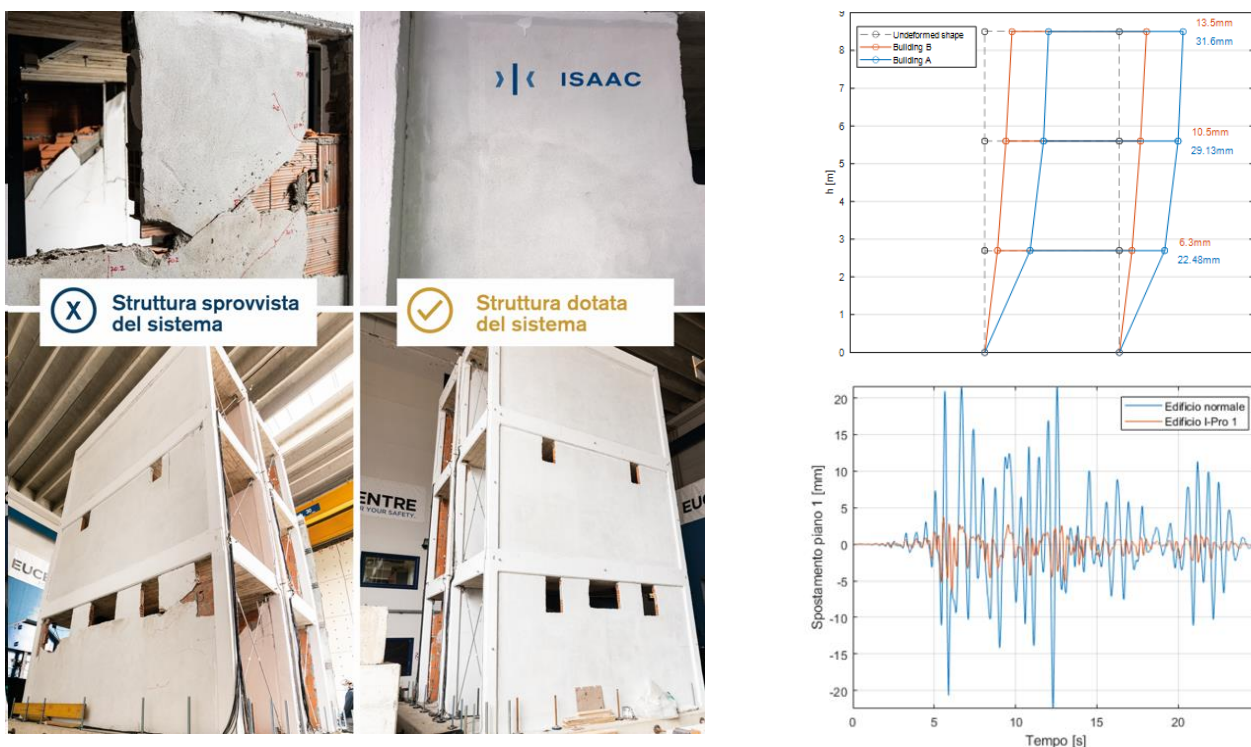 ISAAC
Struttura sprovvista
del sistema
Struttura dotata
del sistema
EUCE
ENTRE
R YOUR SAFETY.
EUC
9
8
7
6
5
4
3
2
1
0
h [m]
Undeformed shape
Building B
Building A
13.5mm
31.6mm
10.5mm
29.13mm
6.3mm
22.48mm
20
15
10
5
0
-5
-10
-15
-20
Spostamento piano 1 [mm]
Edificio normale
Edificio I-Pro 1
0
5
10
15
20
Tempo [s]